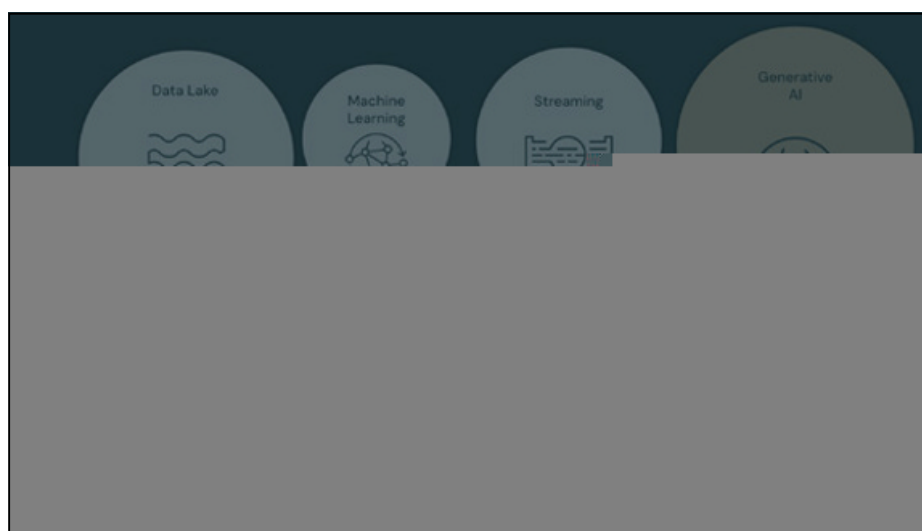 Data Lake
Machine
Learning
Streaming
Generative
AI